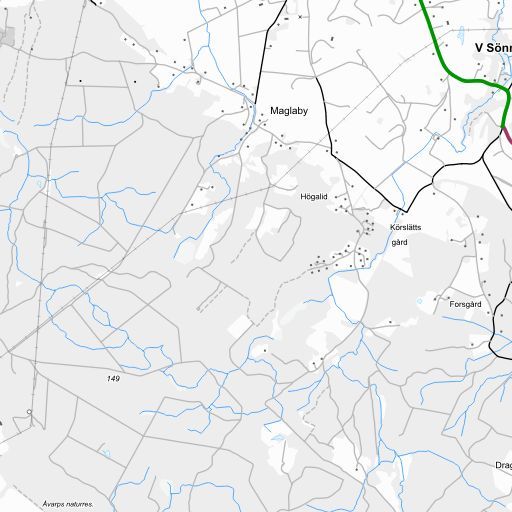 V Sönn
Maglaby
Högalid
Körslätts
gård
Forsgård
149
Drag
Åvarps naturres.